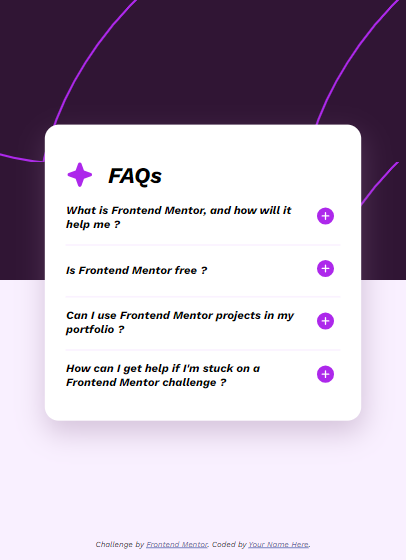 FAQs
What is Frontend Mentor, and how will it
help me ?
Is Frontend Mentor free ?
Can I use Frontend Mentor projects in my
portfolio ?
How can I get help if I'm stuck on a
Frontend Mentor challenge ?
Challenge by Frontend Mentor. Coded by Your Name Here.